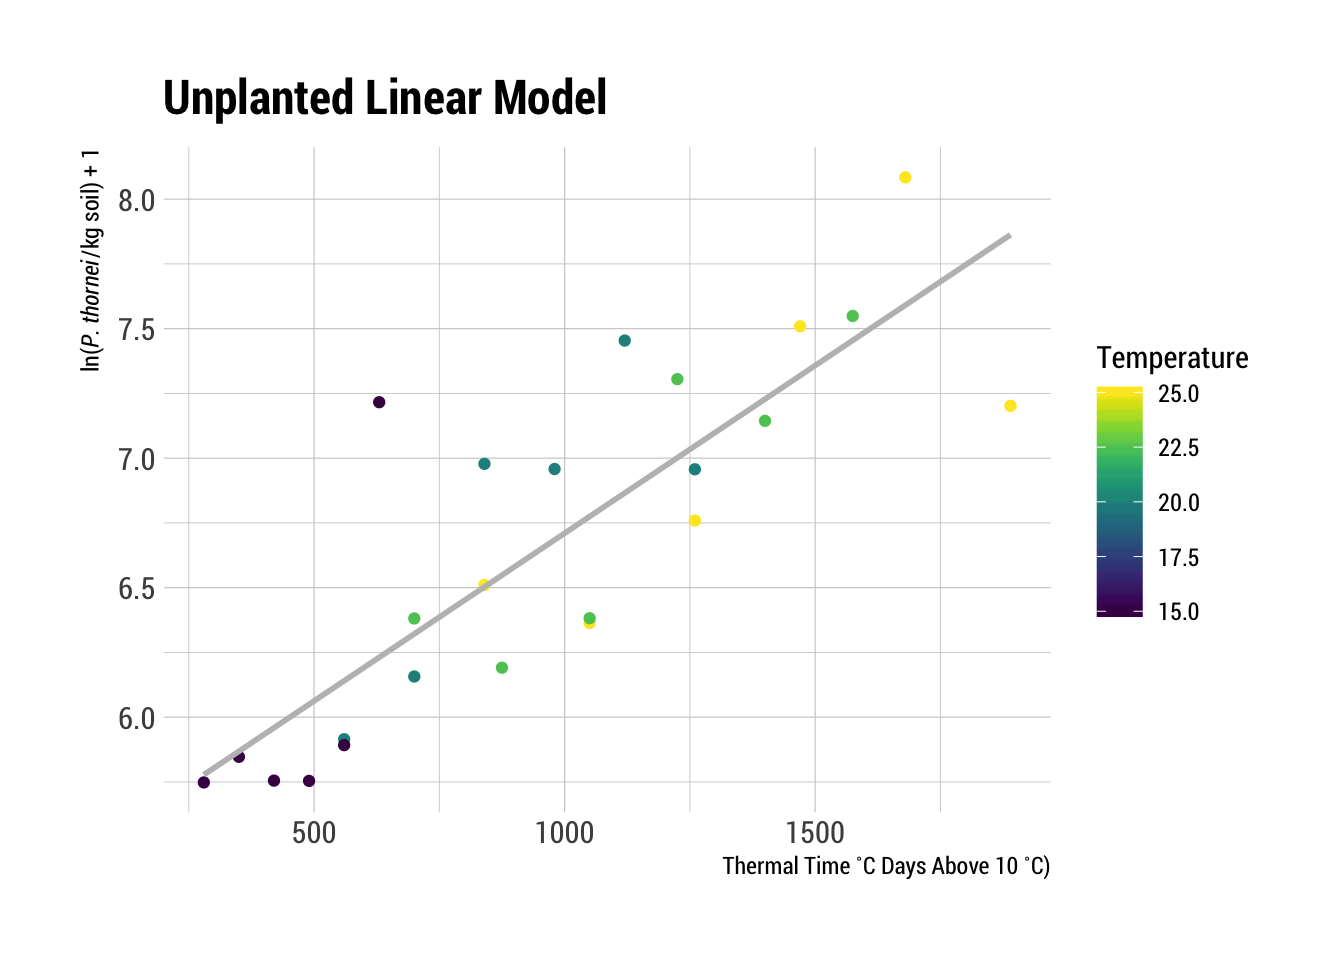 Unplanted Linear Model
ln(P. thornei/kg soil) + 1
8.0
7.5
7.0
6.5
6.0
500 1000 1500
Thermal Time ˚C Days Above 10 ˚C)
Temperature
25.0
22.5
20.0
17.5
15.0